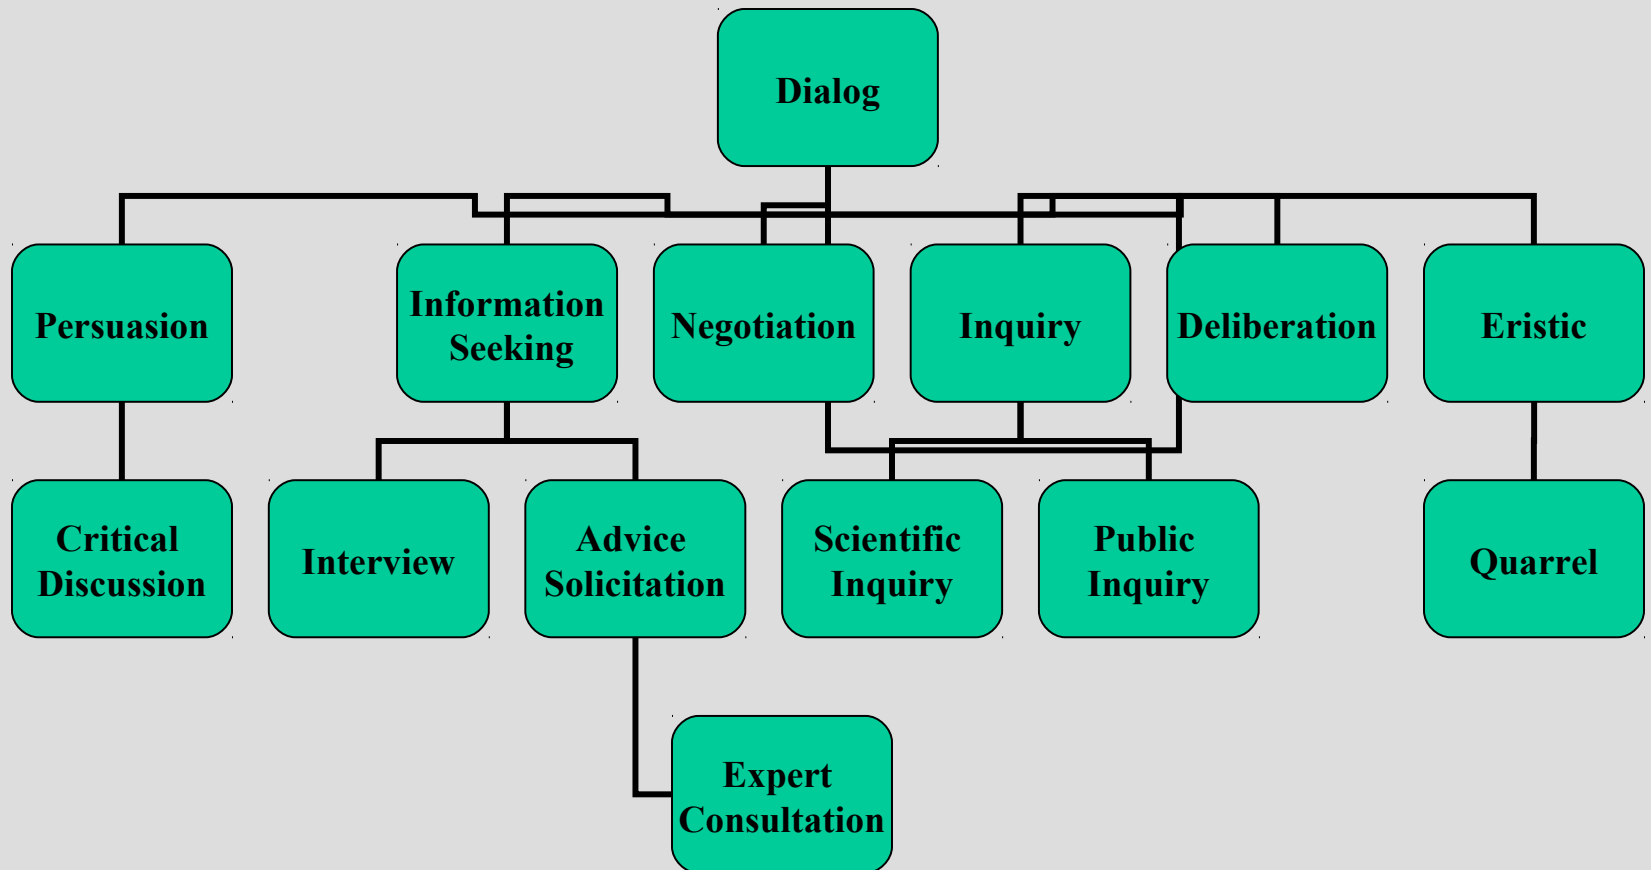 Dialog
Persuasion
Information
Seeking
Negotiation
Inquiry
Deliberation
Eristic
Critical
Discussion
Interview
Advice
Solicitation
Scientific
Inquiry
Public
Inquiry
Quarrel
Expert
Consultation